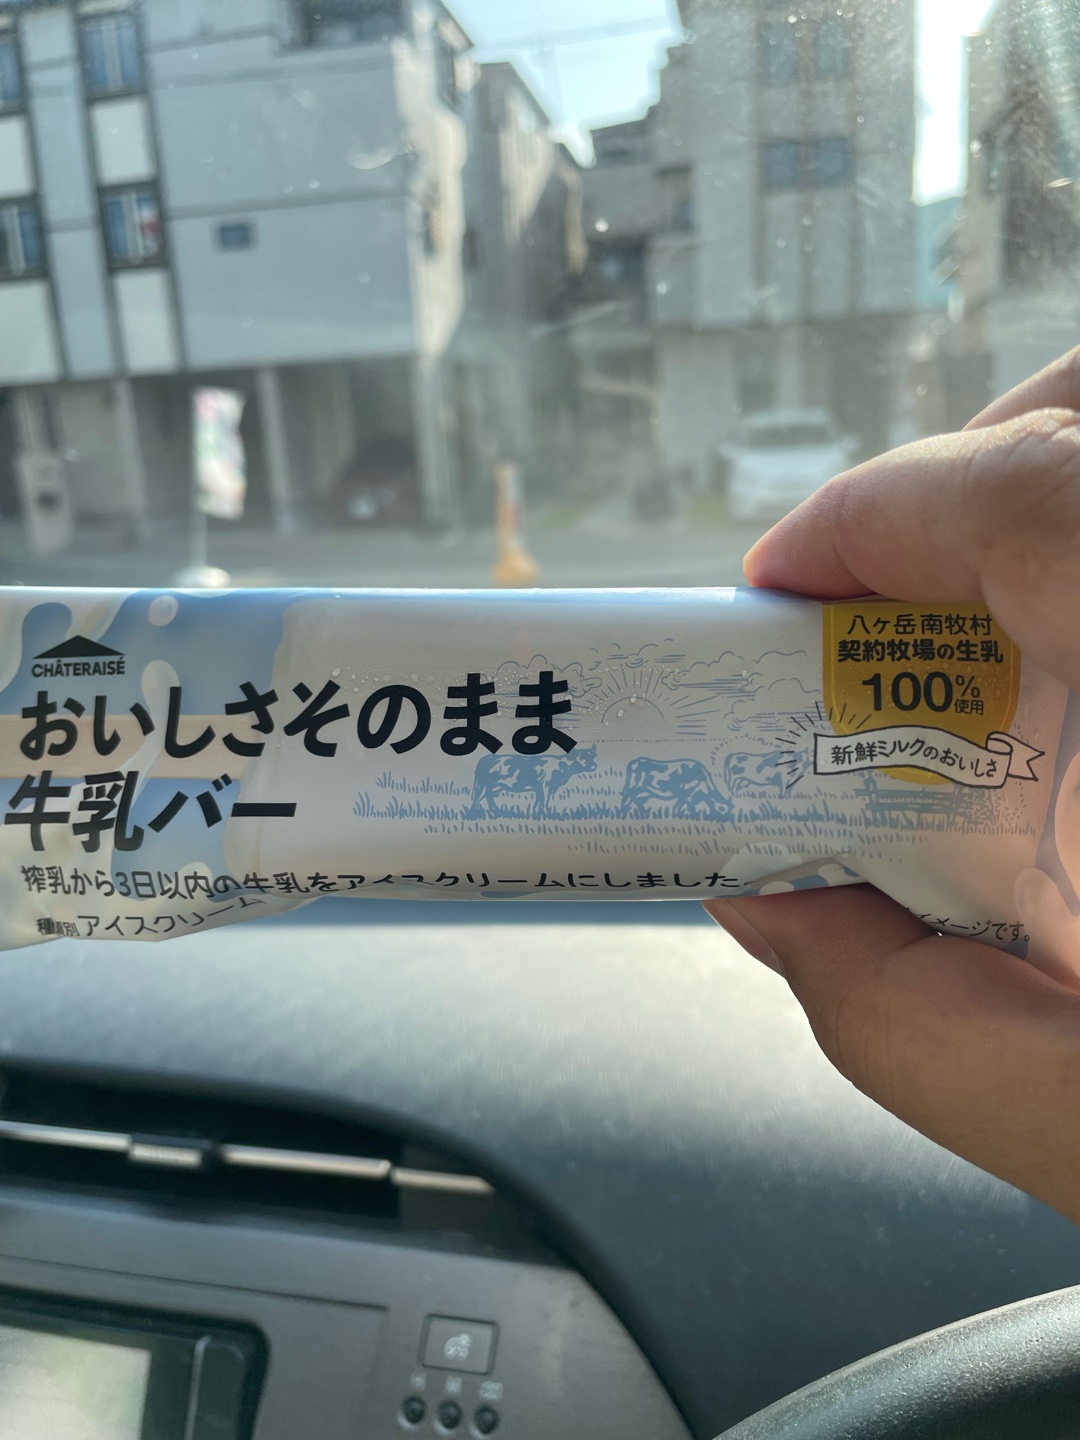 CHÂTERAISÉ
おいしさそのまま
牛乳バー
搾乳から3日以内の牛乳をアイスクリームにしました。
種類別アイスクリーム
八ヶ岳 南牧村
契約牧場の生乳
100%
使用
新鮮ミルクのおいしさ
イメージです。